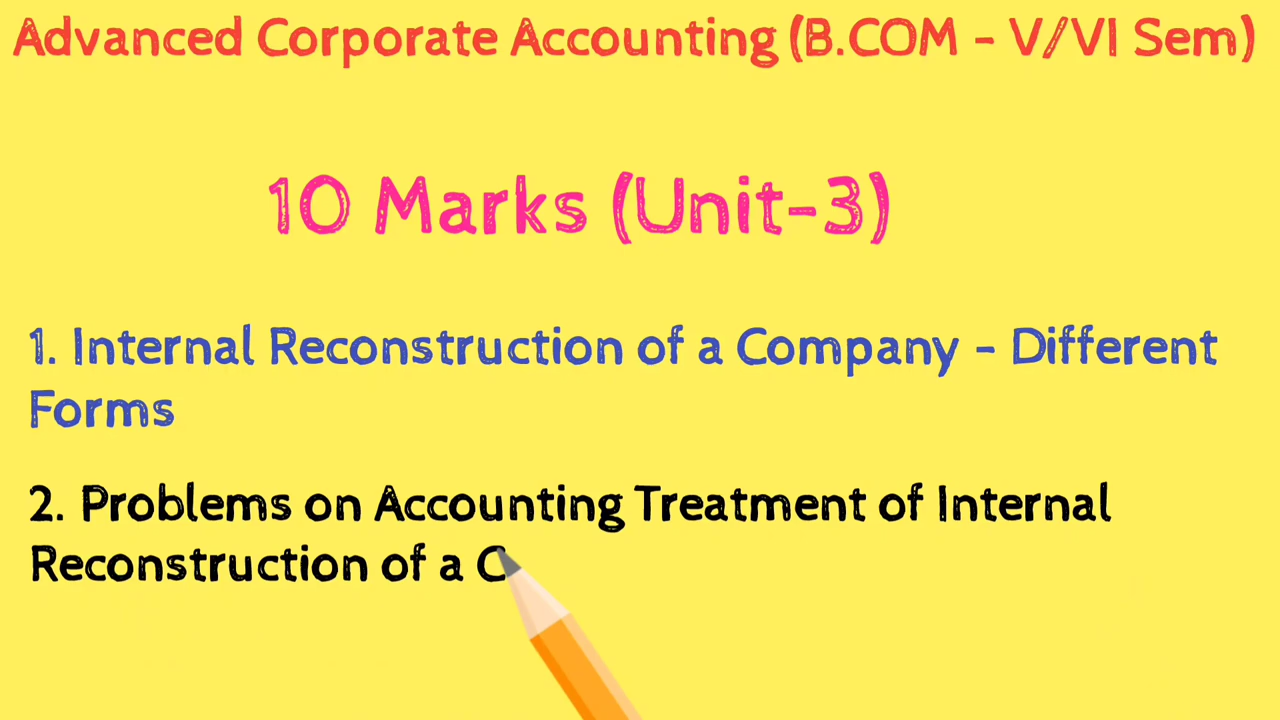 Advanced Corporate Accounting (B.COM - V/VI Sem)
10 Marks (Unit-3)
1. Internal Reconstruction of a Company - Different
Forms
2. Problems on Accounting Treatment of Internal
Reconstruction of a C